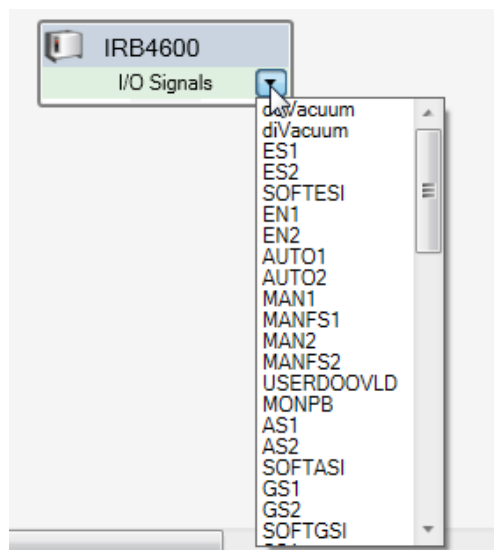 IRB4600
I/O Signals
diVacuum
ES1
ES2
SOFTESI
EN1
EN2
AUTO1
AUTO2
MAN1
MANFS1
MAN2
MANFS2
USERDOOVLD
MONPB
AS1
AS2
SOFTASI
GS1
GS2
SOFTGSI